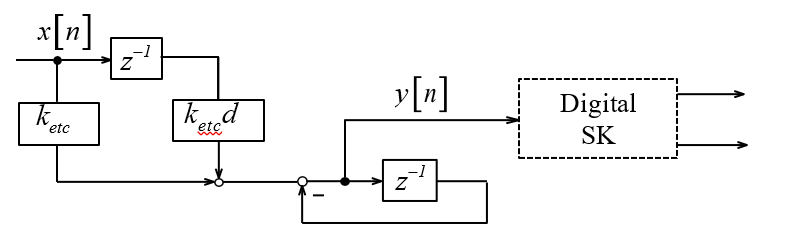 x[n]
z⁻¹
k_etc
k_etc d
y[n]
Digital
SK
z⁻¹
−